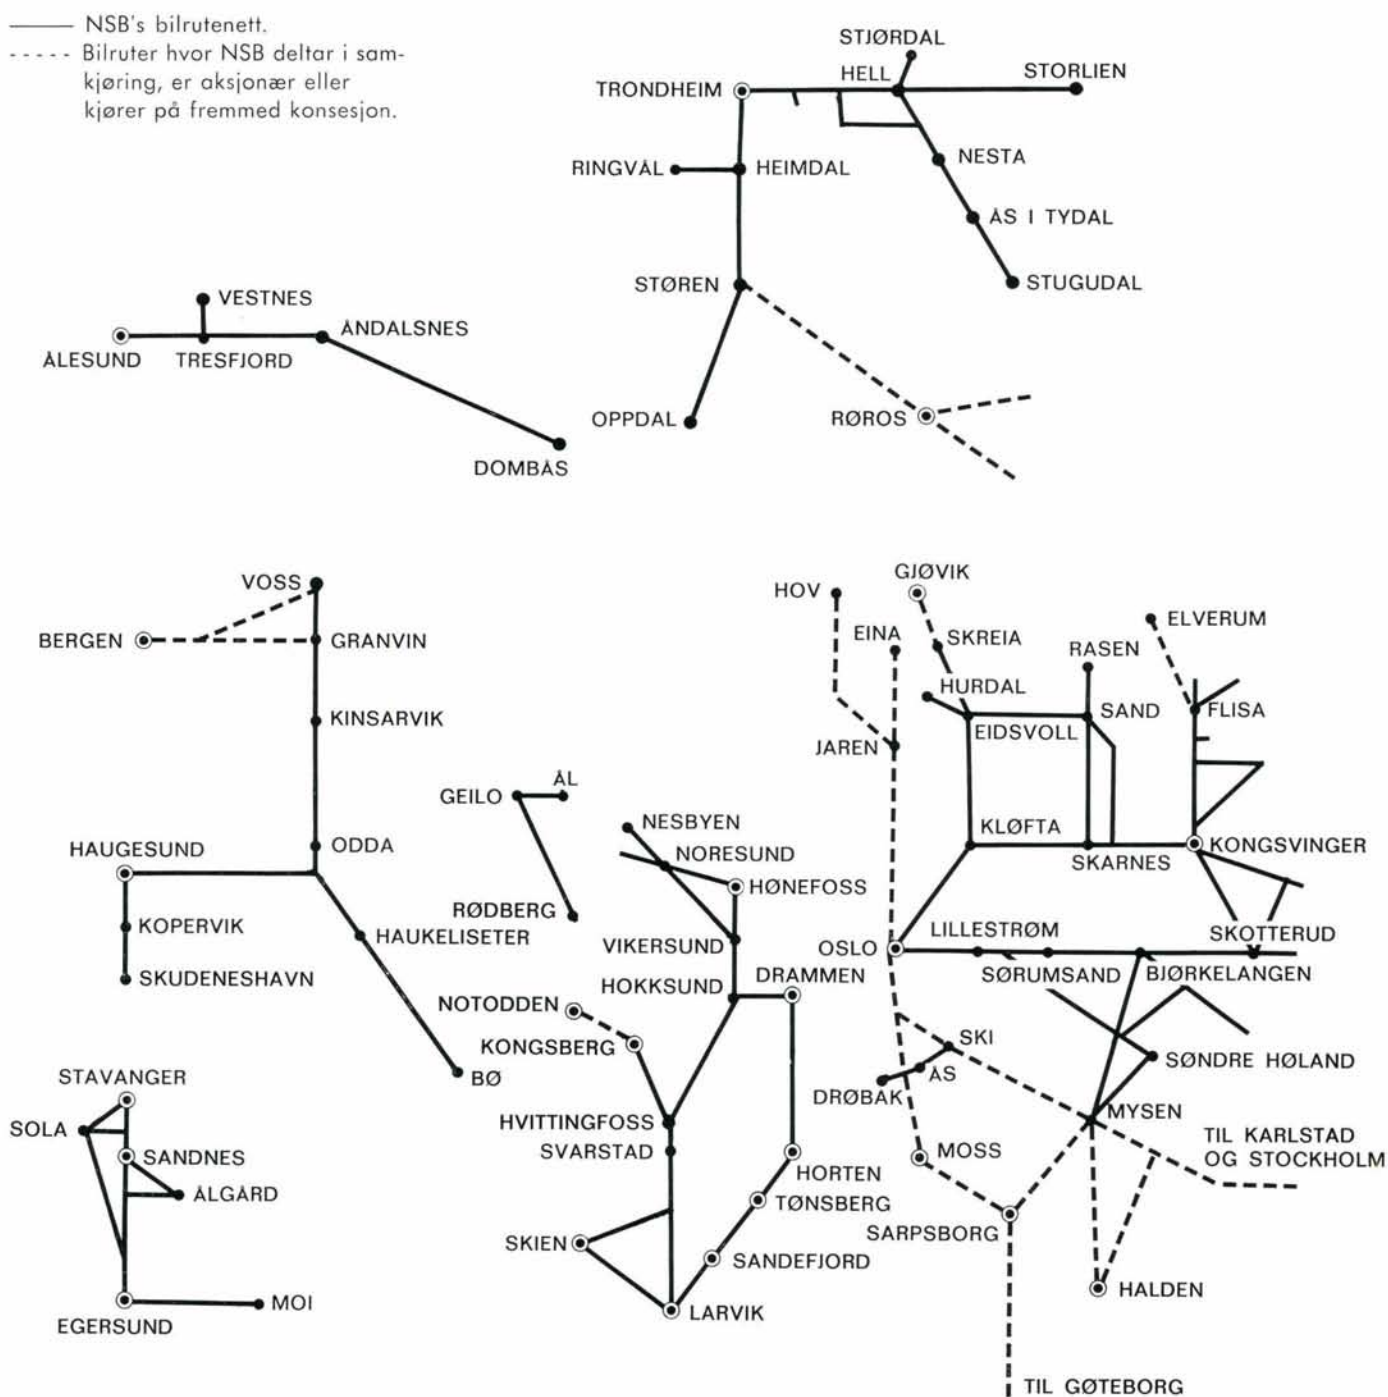 NSB's bilrutenett.
Bilruter hvor NSB deltar i sam-
kjøring, er aksjonær eller
kjører på fremmed konsesjon.
STJØRDAL
HELL
STORLIEN
TRONDHEIM
NESTA
RINGVÅL
HEIMDAL
ÅS I TYDAL
STØREN
STUGUDAL
VESTNES
ÅNDALSNES
ÅLESUND
TRESFJORD
OPPDAL
RØROS
DOMBÅS
VOSS
BERGEN
GRANVIN
KINSARVIK
ODDA
HAUGESUND
KOPERVIK
HAUKELISETER
SKUDENESHAVN
BØ
STAVANGER
SOLA
SANDNES
ÅLGÅRD
EGERSUND
MOI
GEILO
ÅL
RØDBERG
NESBYEN
NORESUND
HØNEFOSS
VIKERSUND
DRAMMEN
HOKKSUND
NOTODDEN
KONGSBERG
HVITTINGFOSS
SVARSTAD
HORTEN
TØNSBERG
SKIEN
SANDEFJORD
LARVIK
HOV
GJØVIK
EINA
SKREIA
ELVERUM
RASEN
HURDAL
SAND
FLISA
EIDSVOLL
JAREN
KLØFTA
SKARNES
KONGSVINGER
OSLO
LILLESTRØM
SKOTTERUD
SØRUMSAND
BJØRKELANGEN
SKI
SØNDRE HØLAND
ÅS
DRØBAK
MYSEN
MOSS
TIL KARLSTAD
OG STOCKHOLM
SARPSBORG
HALDEN
TIL GØTEBORG